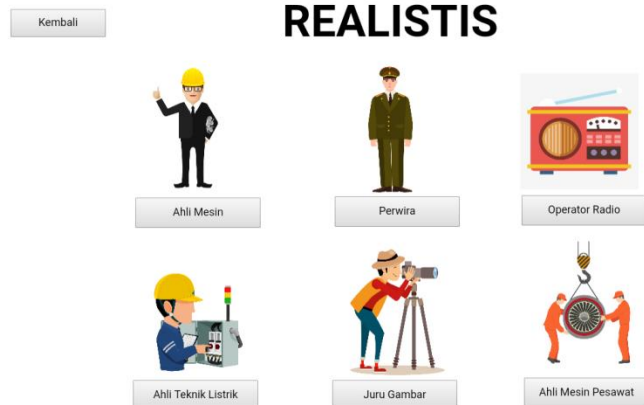 Kembali
REALISTIS
Ahli Mesin
Perwira
Operator Radio
Ahli Teknik Listrik
Juru Gambar
Ahli Mesin Pesawat